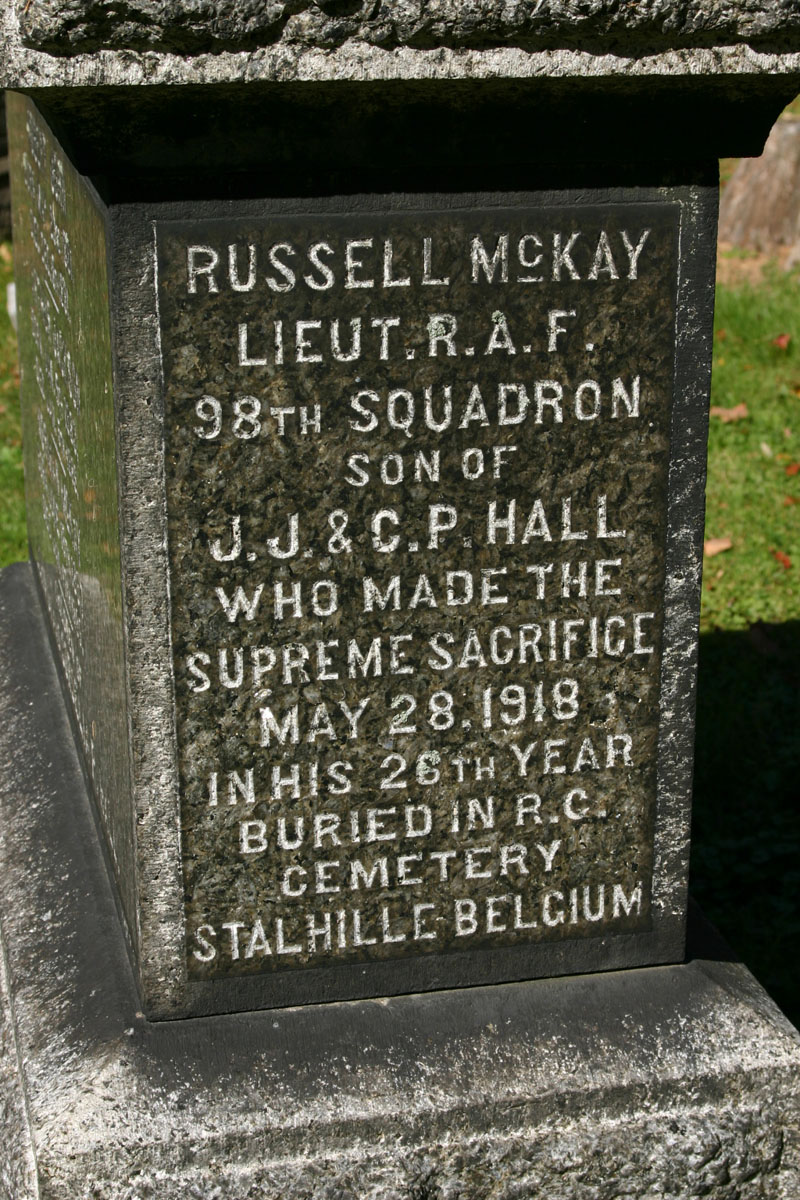 RUSSELL McKAY
LIEUT. R.A.F.
98TH SQUADRON
SON OF
J.J. & C.P. HALL
WHO MADE THE
SUPREME SACRIFICE
MAY 28, 1918
IN HIS 26TH YEAR
BURIED IN R.C.
CEMETERY
STALHILLE BELGIUM